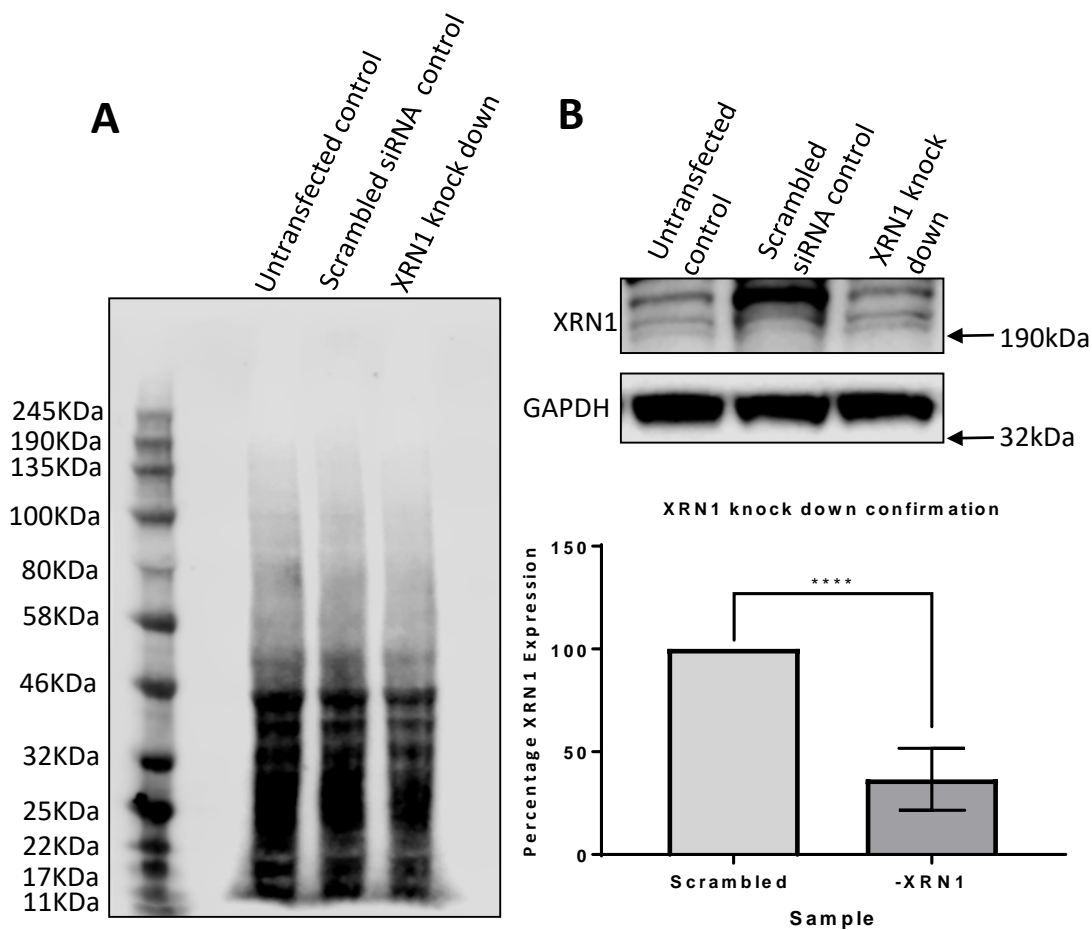 A
Untransfected control
Scrambled siRNA control
XRN1 knock down
245KDa
190KDa
135KDa
100KDa
80KDa
58KDa
46KDa
32KDa
25KDa
22KDa
17KDa
11KDa
B
Untransfected
control
Scrambled
siRNA control
XRN1 knock
down
XRN1
190kDa
GAPDH
32kDa
XRN1 knock down confirmation
Percentage XRN1 Expression
150
100
50
0
****
Scrambled
-XRN1
Sample